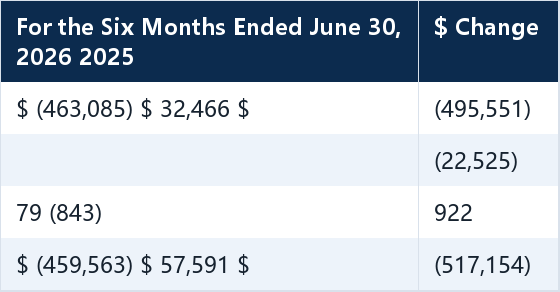 For the Six Months Ended June 30, $ Change
2026 2025
$ (463,085) $ 32,466 $ (495,551)
(22,525)
79 (843) 922
$ (459,563) $ 57,591 $ (517,154)